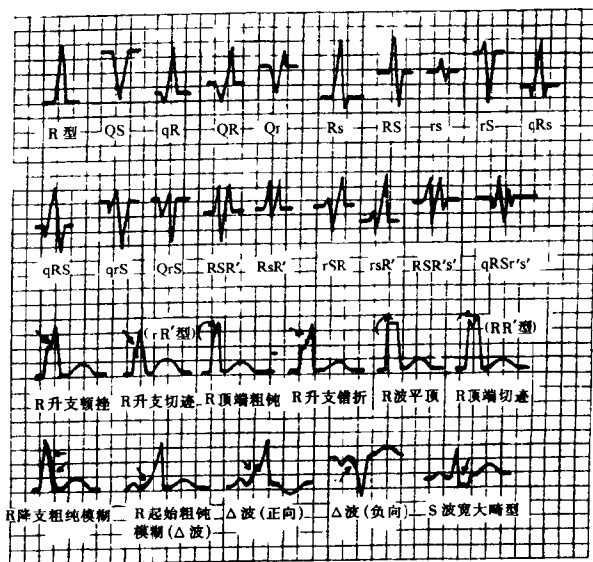 R型 QS qR QR Qr Rs RS rs rS qRs
qRS qrS QrS RSR′ RsR′ rSR rsR′ RSR′s′ qRSr′s′
(rR′型) (RR′型)
R升支顿挫 R升支切迹 R顶端粗钝 R升支错折 R波平顶 R顶端切迹
R降支粗纯模糊 R起始粗钝 △波(正向) △波(负向) S波宽大畸型
模糊(△波)